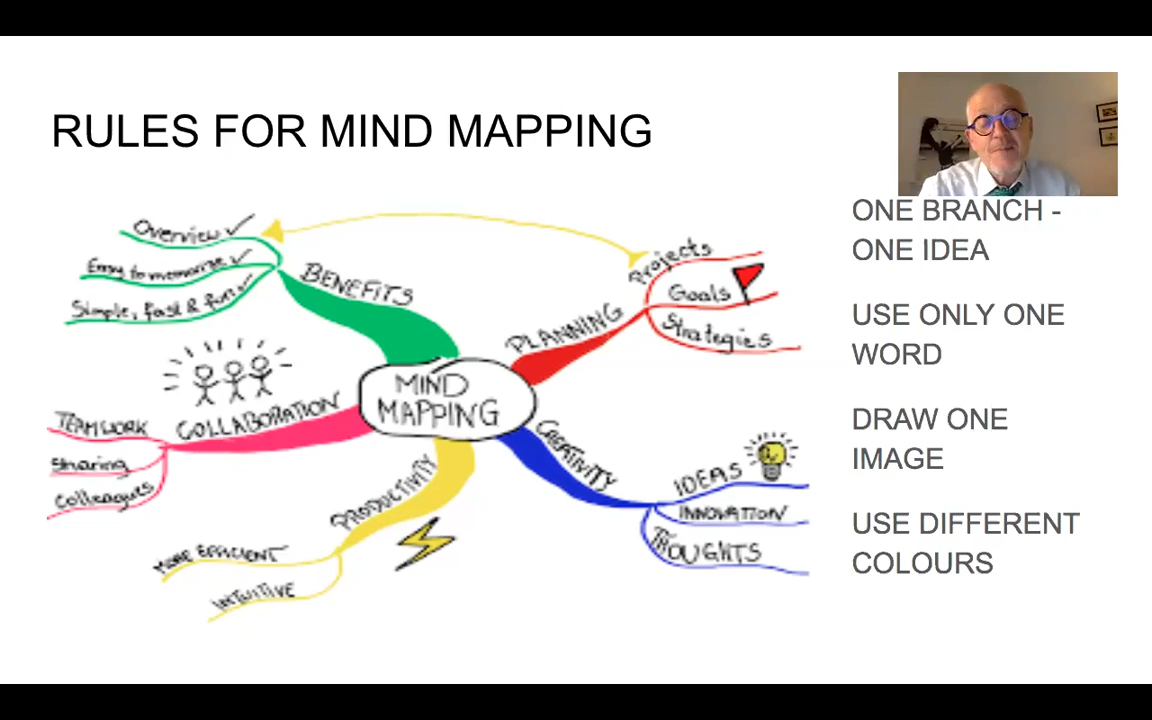 RULES FOR MIND MAPPING
ONE BRANCH -
ONE IDEA
USE ONLY ONE
WORD
DRAW ONE
IMAGE
USE DIFFERENT
COLOURS
MIND
MAPPING
BENEFITS
Overview
Easy to memorize
Simple, fast & fun
PLANNING
Projects
Goals
Strategies
COLLABORATION
TEAMWORK
Sharing
Colleagues
CREATIVITY
IDEAS
INNOVATION
THOUGHTS
PRODUCTIVITY
MORE EFFICIENT
INTUITIVE